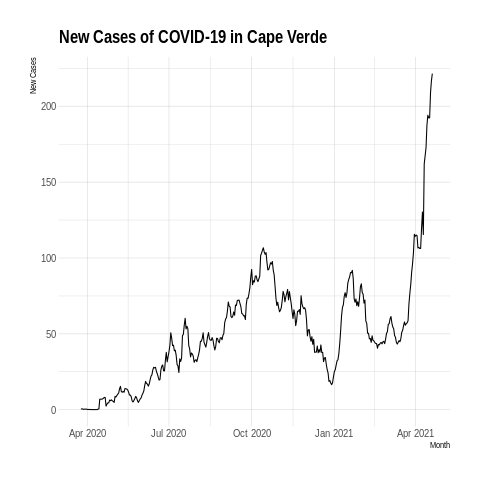 New Cases of COVID-19 in Cape Verde
New Cases
200
150
100
50
0
Apr 2020 Jul 2020 Oct 2020 Jan 2021 Apr 2021
Month